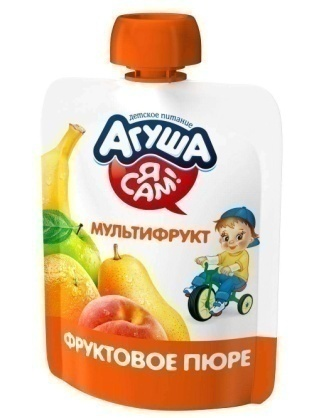 детское питание
АГУША
Я
САМ!
МУЛЬТИФРУКТ
ФРУКТОВОЕ ПЮРЕ